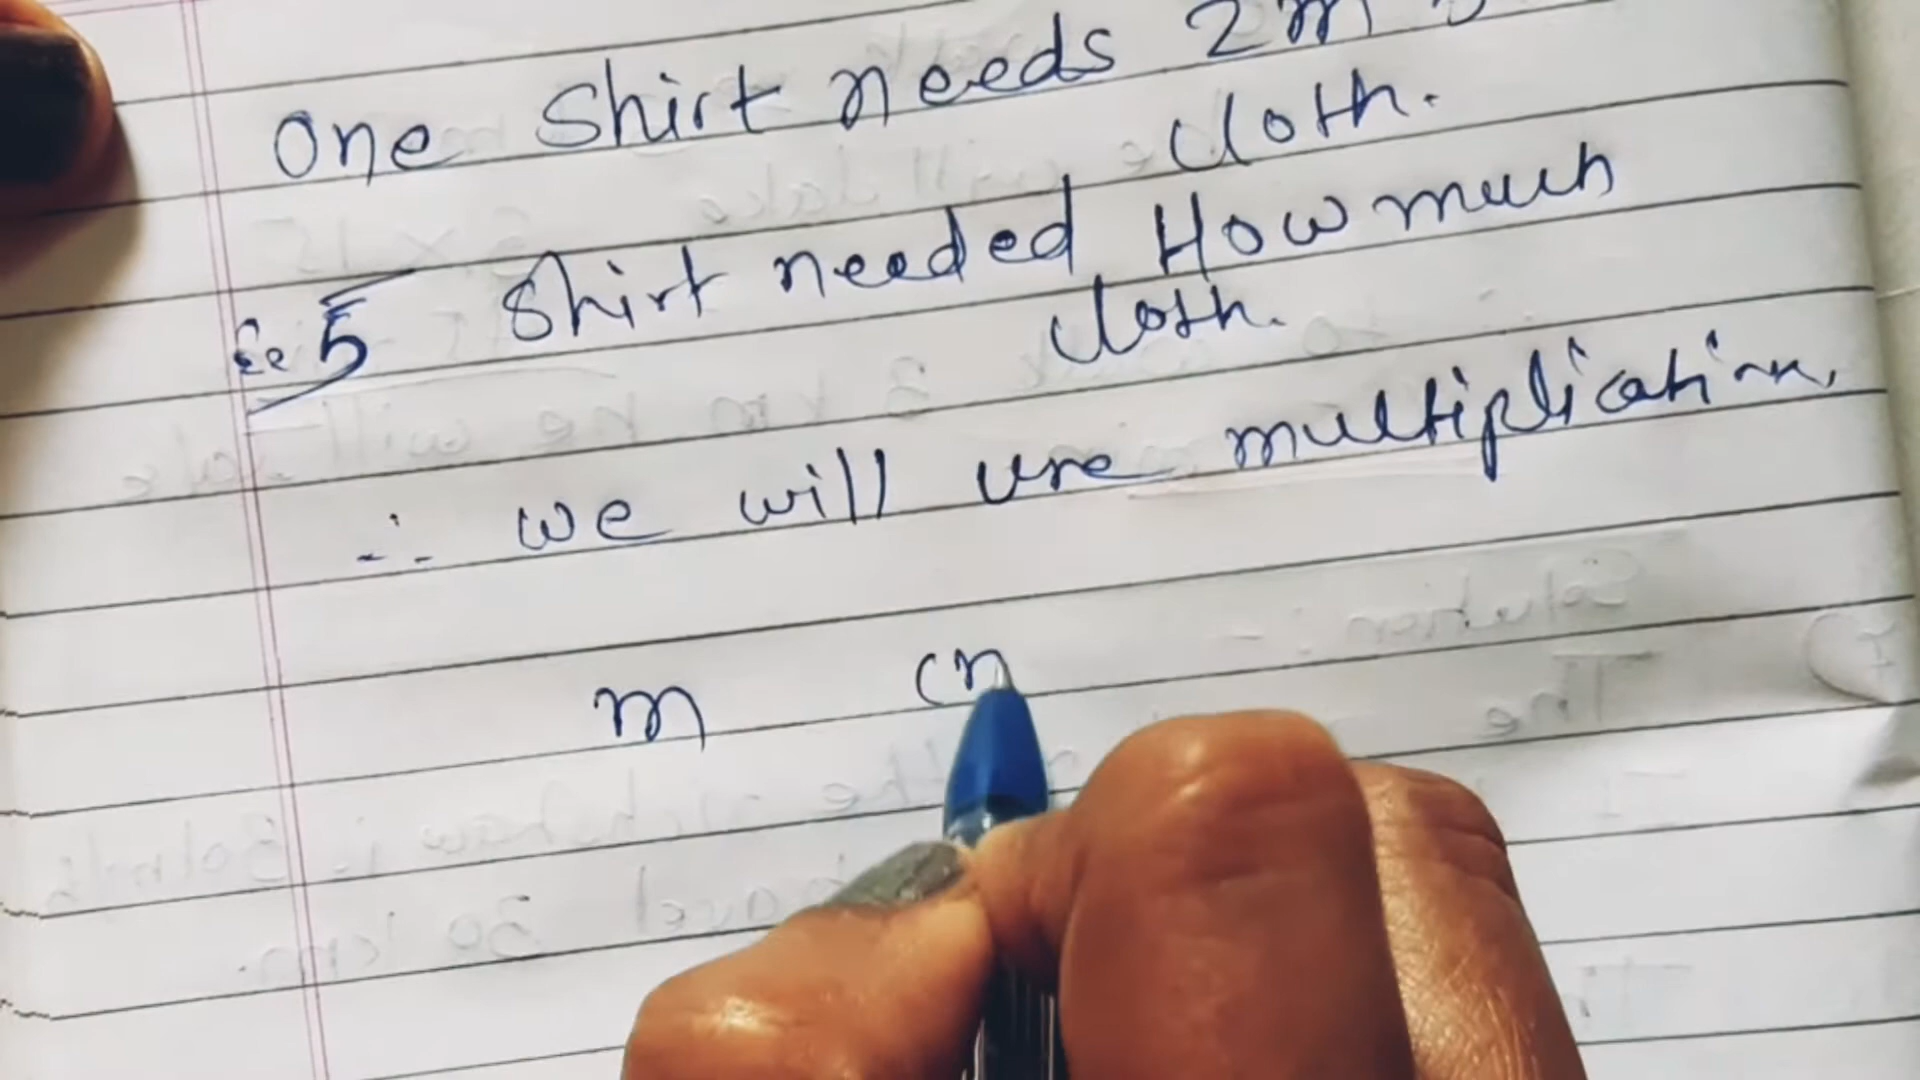 One Shirt needs 2m
cloth.
5 Shirt needed How much
cloth.
∴ we will use multiplication.
m cm